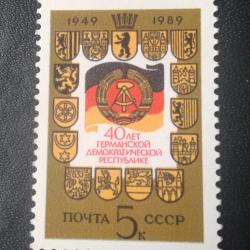 1949 1989
40 ЛЕТ
ГЕРМАНСКОЙ
ДЕМОКРАТИЧЕСКОЙ
РЕСПУБЛИКЕ
ПОЧТА 5к СССР